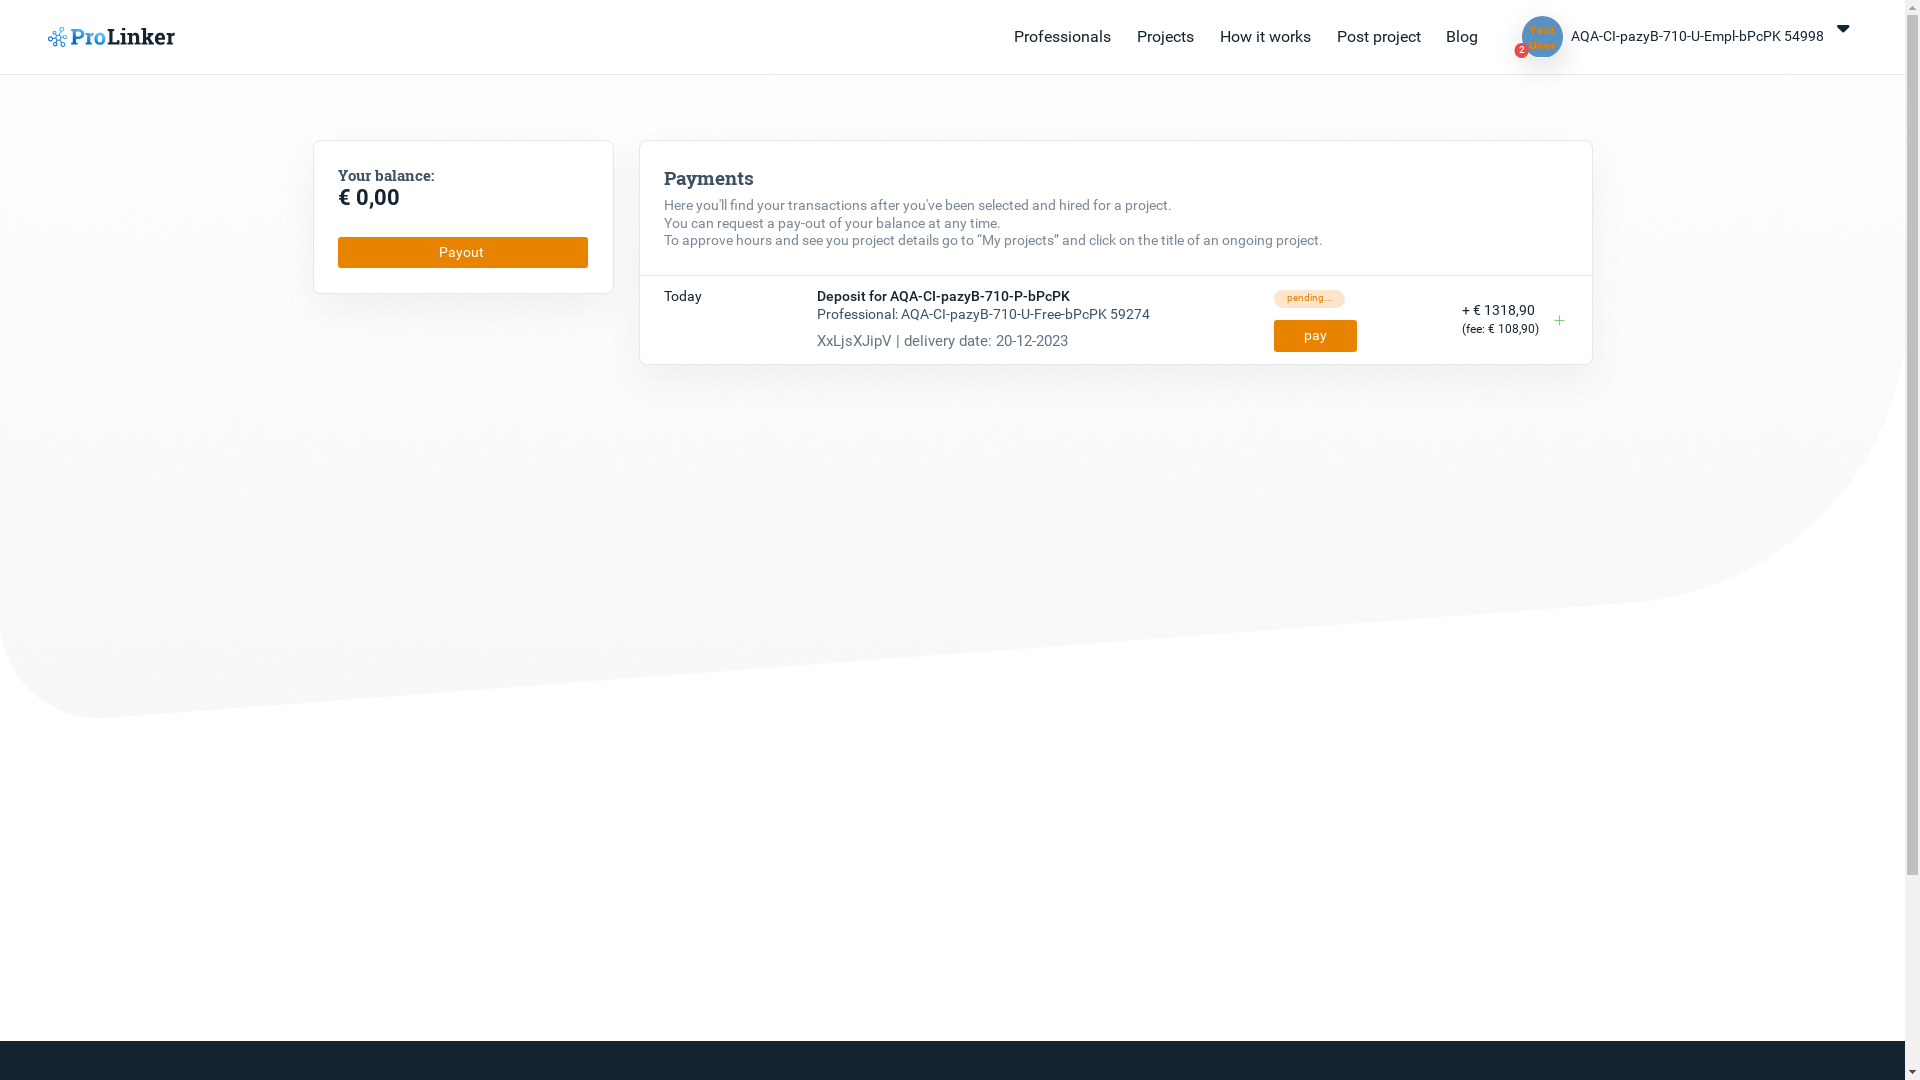 ProLinker
Professionals
Projects
How it works
Post project
Blog
Test
User
2
AQA-CI-pazyB-710-U-Empl-bPcPK 54998
Your balance:
€ 0,00
Payout
Payments
Here you'll find your transactions after you've been selected and hired for a project.
You can request a pay-out of your balance at any time.
To approve hours and see you project details go to “My projects” and click on the title of an ongoing project.
Today
Deposit for AQA-CI-pazyB-710-P-bPcPK
Professional: AQA-CI-pazyB-710-U-Free-bPcPK 59274
XxLjsXJipV | delivery date: 20-12-2023
pending...
pay
+ € 1318,90
(fee: € 108,90)
+